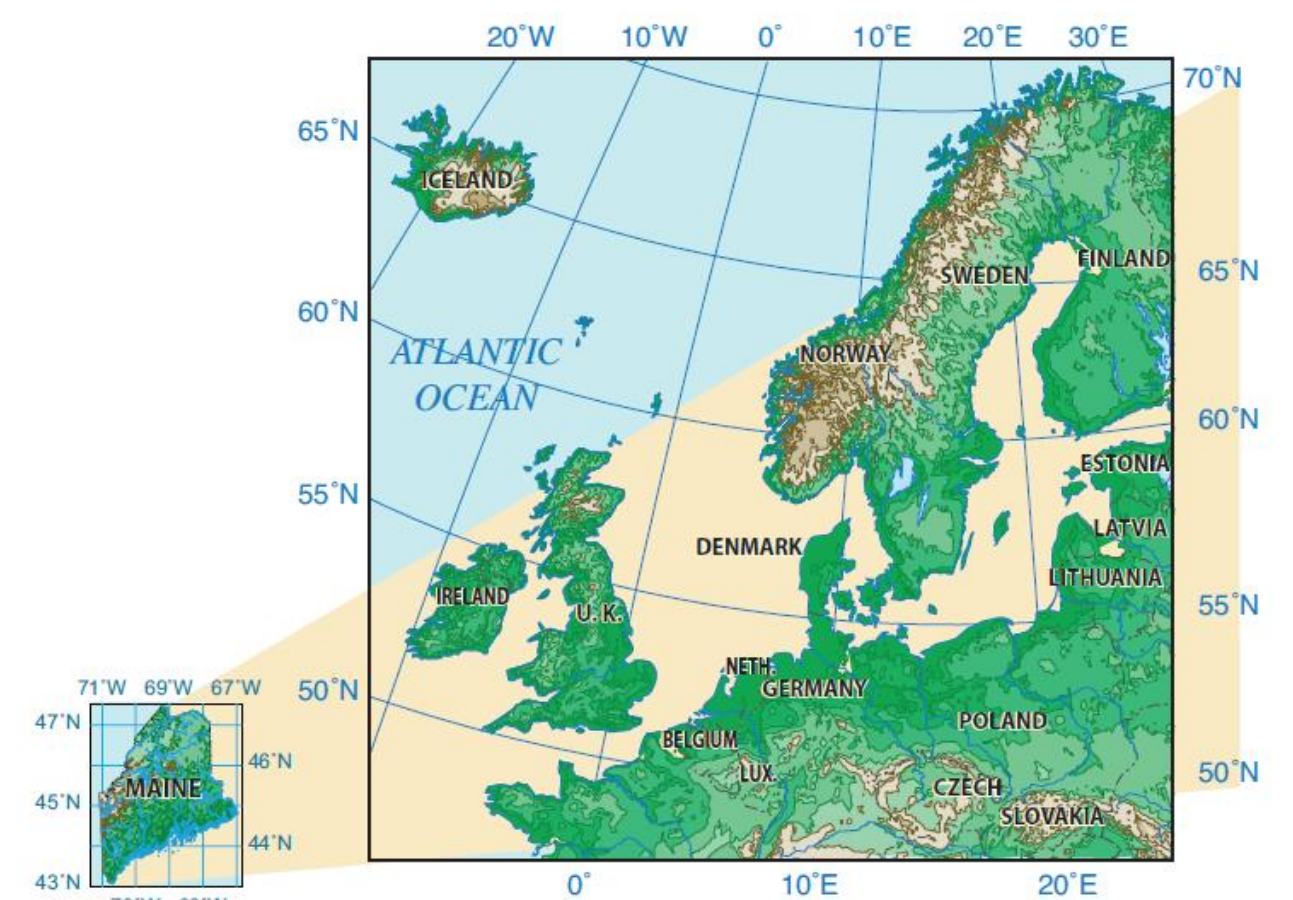 20°W 10°W 0° 10°E 20°E 30°E
70°N
65°N
ICELAND
FINLAND
SWEDEN
65°N
60°N
ATLANTIC
OCEAN
NORWAY
60°N
ESTONIA
55°N
LATVIA
DENMARK
LITHUANIA
IRELAND
U. K.
55°N
NETH.
GERMANY
50°N
POLAND
BELGIUM
LUX.
CZECH
50°N
SLOVAKIA
71°W 69°W 67°W
47°N
46°N
MAINE
45°N
44°N
43°N
0° 10°E 20°E